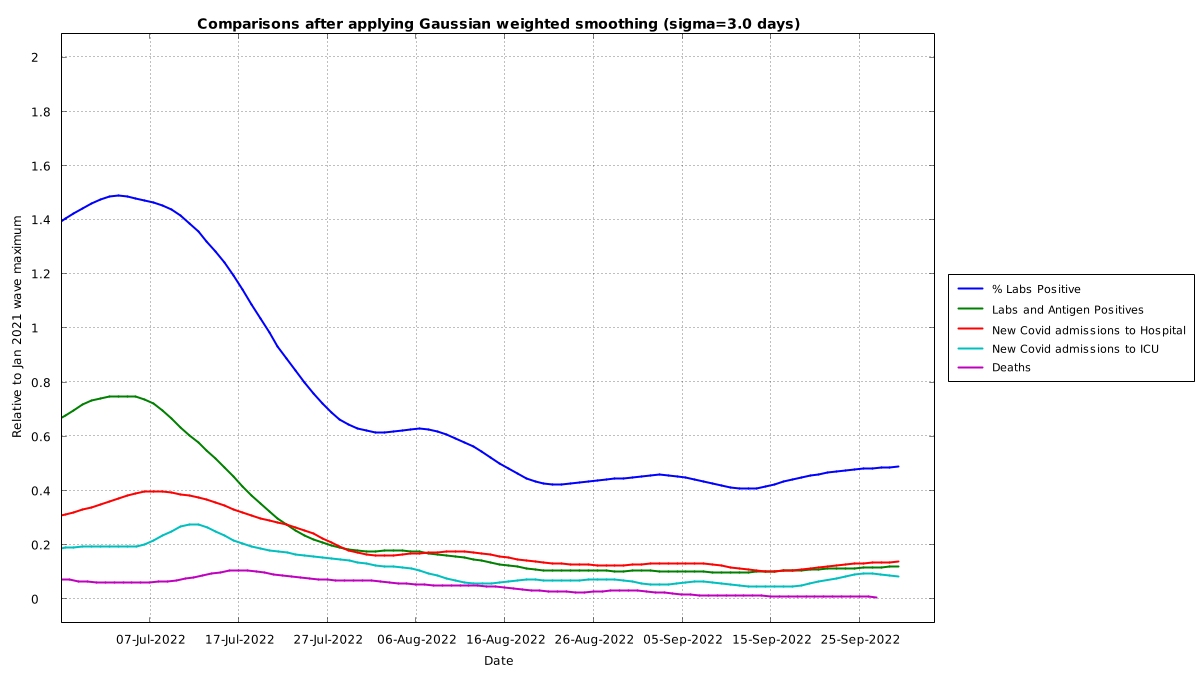 Comparisons after applying Gaussian weighted smoothing (sigma=3.0 days)
Relative to Jan 2021 wave maximum
2
1.8
1.6
1.4
1.2
1
0.8
0.6
0.4
0.2
0
07-Jul-2022 17-Jul-2022 27-Jul-2022 06-Aug-2022 16-Aug-2022 26-Aug-2022 05-Sep-2022 15-Sep-2022 25-Sep-2022
Date
% Labs Positive
Labs and Antigen Positives
New Covid admissions to Hospital
New Covid admissions to ICU
Deaths